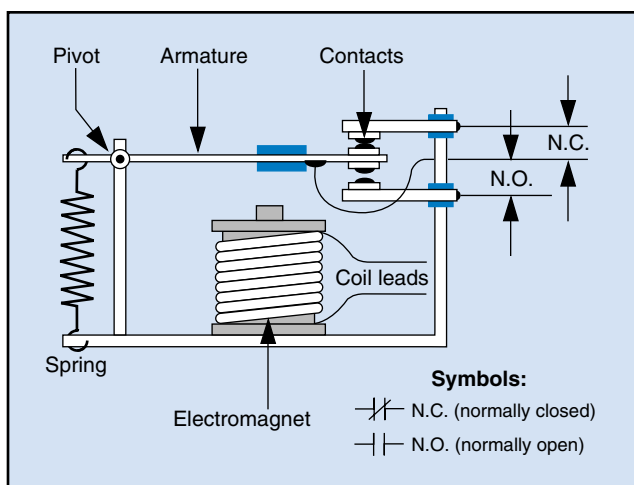 Pivot
Armature
Contacts
N.C.
N.O.
Coil leads
Spring
Electromagnet
Symbols:
N.C. (normally closed)
N.O. (normally open)